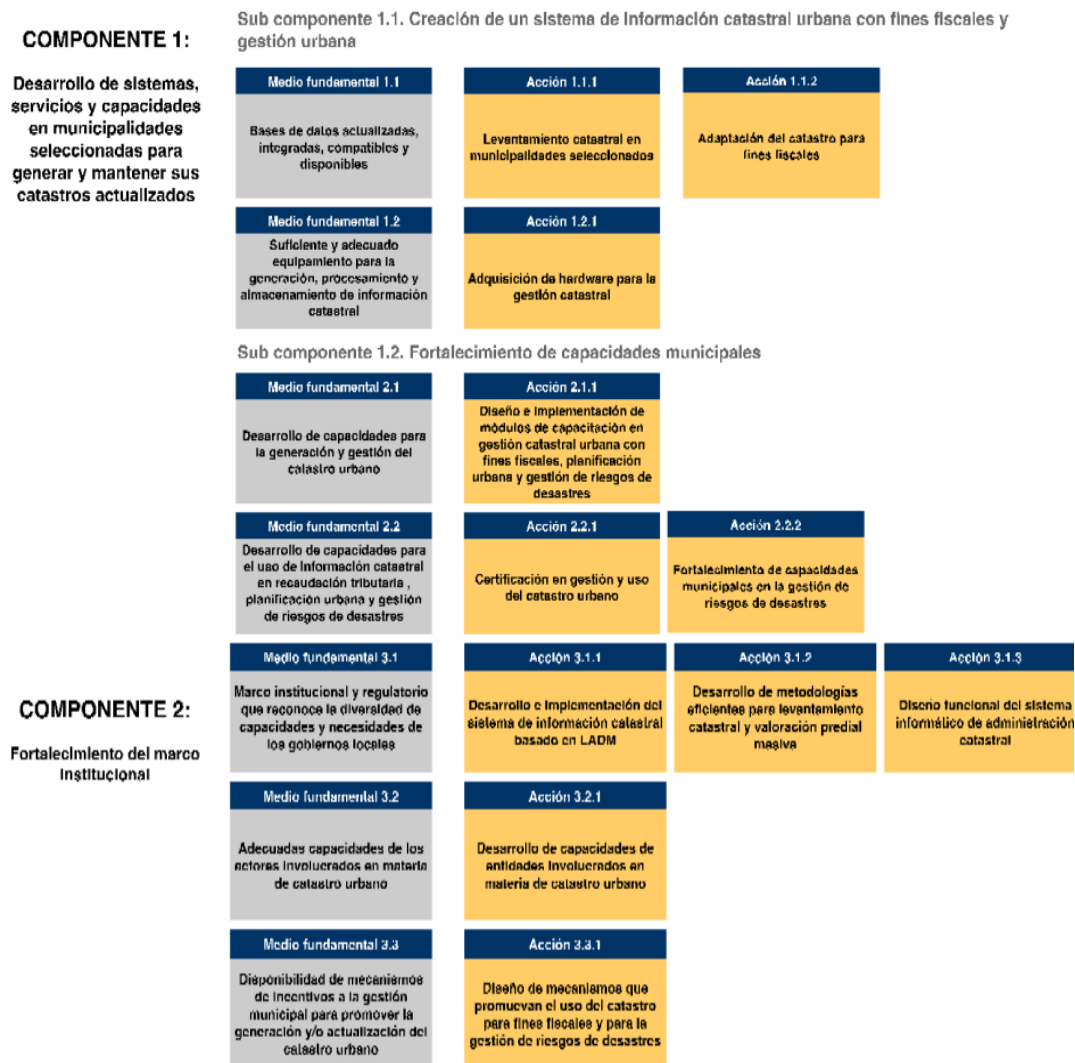 Sub componente 1.1. Creación de un sistema de información catastral urbana con fines fiscales y
gestión urbana
COMPONENTE 1:
Desarrollo de sistemas,
servicios y capacidades
en municipalidades
seleccionadas para
generar y mantener sus
catastros actualizados
Medio fundamental 1.1
Bases de datos actualizadas,
integradas, compatibles y
disponibles
Acción 1.1.1
Levantamiento catastral en
municipalidades seleccionados
Acción 1.1.2
Adaptación del catastro para
fines fiscales
Medio fundamental 1.2
Suficiente y adecuado
equipamiento para la
generación, procesamiento y
almacenamiento de información
catastral
Acción 1.2.1
Adquisición de hardware para la
gestión catastral
Sub componente 1.2. Fortalecimiento de capacidades municipales
Medio fundamental 2.1
Desarrollo de capacidades para
la generación y gestión del
catastro urbano
Acción 2.1.1
Diseño e implementación de
módulos de capacitación en
gestión catastral urbana con
fines fiscales, planificación
urbana y gestión de riesgos de
desastres
Medio fundamental 2.2
Desarrollo de capacidades para
el uso de información catastral
en recaudación tributaria ,
planificación urbana y gestión
de riesgos de desastres
Acción 2.2.1
Certificación en gestión y uso
del catastro urbano
Acción 2.2.2
Fortalecimiento de capacidades
municipales en la gestión de
riesgos de desastres
COMPONENTE 2:
Fortalecimiento del marco
institucional
Medio fundamental 3.1
Marco institucional y regulatorio
que reconoce la diversidad de
capacidades y necesidades de
los gobiernos locales
Acción 3.1.1
Desarrollo e implementación del
sistema de información catastral
basado en LADM
Acción 3.1.2
Desarrollo de metodologías
eficientes para levantamiento
catastral y valoración predial
masiva
Acción 3.1.3
Diseño funcional del sistema
informático de administración
catastral
Medio fundamental 3.2
Adecuadas capacidades de los
actores involucrados en materia
de catastro urbano
Acción 3.2.1
Desarrollo de capacidades de
entidades involucrados en
materia de catastro urbano
Medio fundamental 3.3
Disponibilidad de mecanismos
de incentivos a la gestión
municipal para promover la
generación y/o actualización del
catastro urbano
Acción 3.3.1
Diseño de mecanismos que
promuevan el uso del catastro
para fines fiscales y para la
gestión de riesgos de desastres